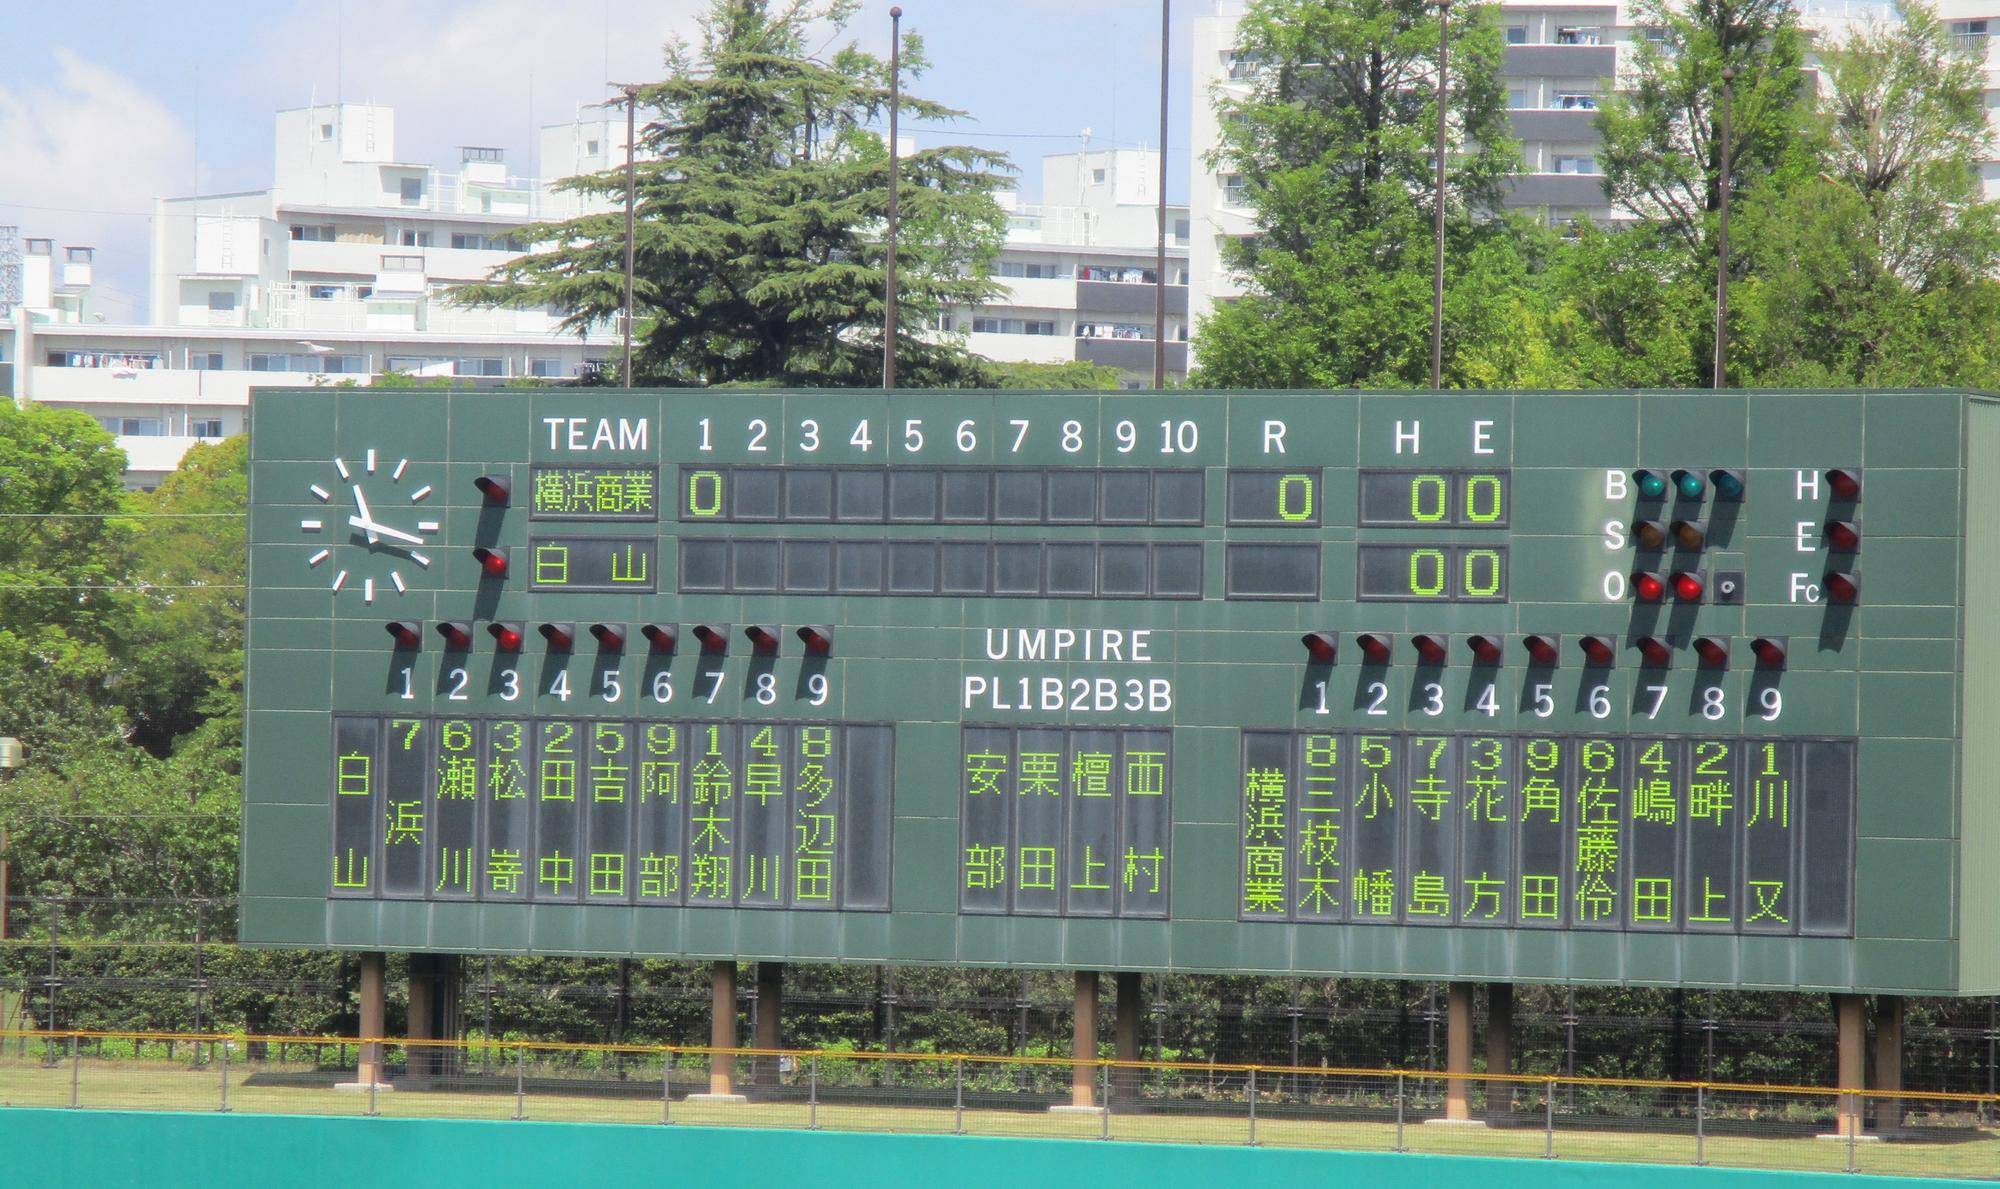 TEAM 1 2 3 4 5 6 7 8 9 10 R H E
横浜商業 0 0 0 0 B H
S E
白山 0 0 O Fc
UMPIRE
1 2 3 4 5 6 7 8 9 PL 1B 2B 3B 1 2 3 4 5 6 7 8 9
白山
7 浜
6 瀬川
3 松嵜
2 田中
5 吉田
9 阿部
1 鈴木翔
4 早川
8 多辺田
安部
栗田
檀上
西村
横浜商業
8 三枝木
5 小幡
7 寺島
3 花方
9 角田
6 佐藤伶
4 嶋田
2 畔上
1 川又